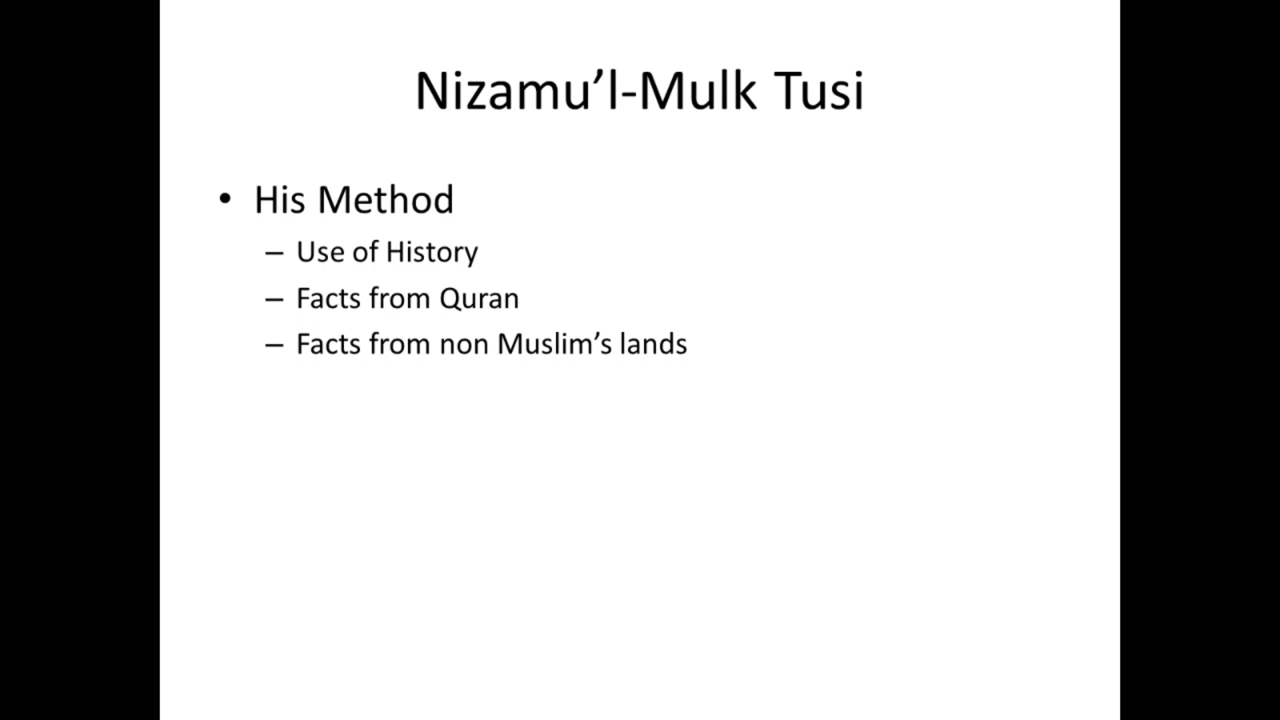 Nizamu’l-Mulk Tusi
• His Method
– Use of History
– Facts from Quran
– Facts from non Muslim’s lands